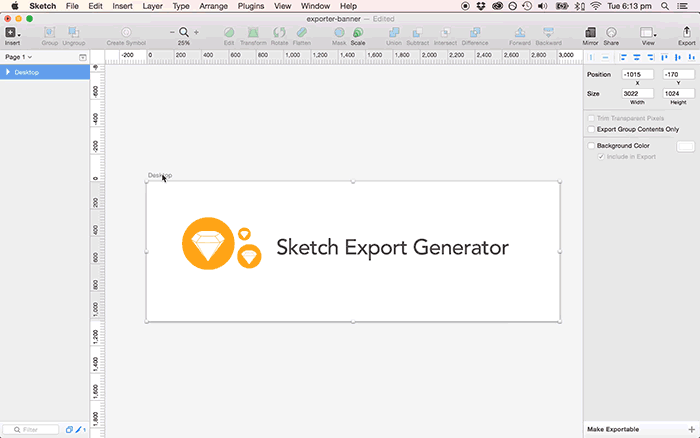 Sketch File Edit Insert Layer Type Arrange Plugins View Window Help Tue 6:13 pm
exporter-banner — Edited
Insert Group Ungroup Create Symbol − 25% + Edit Transform Rotate Flatten Mask Scale Union Subtract Intersect Difference Forward Backward Mirror Share View Export
Page 1
-200 0 200 400 600 800 1,000 1,200 1,400 1,600 1,800 2,000 2,200 2,400 2,600 2,800 3,000
Desktop
Position -1015 -170
X Y
Size 3022 1024
Width Height
Trim Transparent Pixels
Export Group Contents Only
Background Color
Include in Export
-600
-400
-200
0
200
400
600
800
1,000
1,200
1,400
1,600
1,800
Desktop
Sketch Export Generator
Filter 1
Make Exportable +